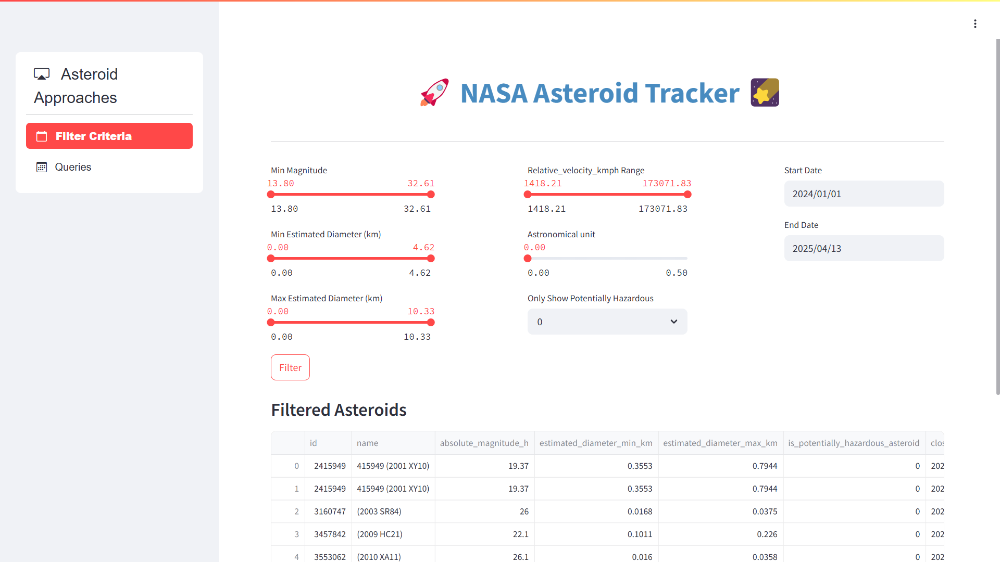 Asteroid
Approaches
Filter Criteria
Queries
NASA Asteroid Tracker
Min Magnitude
13.80 32.61
13.80 32.61
Min Estimated Diameter (km)
0.00 4.62
0.00 4.62
Max Estimated Diameter (km)
0.00 10.33
0.00 10.33
Relative_velocity_kmph Range
1418.21 173071.83
1418.21 173071.83
Astronomical unit
0.00
0.00 0.50
Only Show Potentially Hazardous
0
Start Date
2024/01/01
End Date
2025/04/13
Filter
Filtered Asteroids
id name absolute_magnitude_h estimated_diameter_min_km estimated_diameter_max_km is_potentially_hazardous_asteroid clos
0 2415949 415949 (2001 XY10) 19.37 0.3553 0.7944 0 202
1 2415949 415949 (2001 XY10) 19.37 0.3553 0.7944 0 202
2 3160747 (2003 SR84) 26 0.0168 0.0375 0 202
3 3457842 (2009 HC21) 22.1 0.1011 0.226 0 202
4 3553062 (2010 XA11) 26.1 0.016 0.0358 0 202